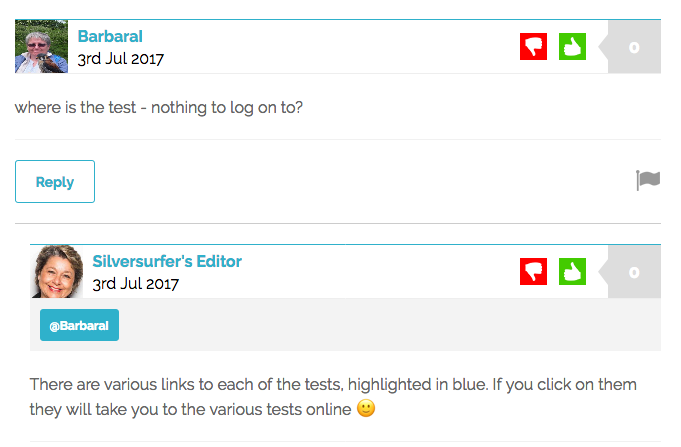 BarbaraI
3rd Jul 2017
0
where is the test - nothing to log on to?
Reply
Silversurfer's Editor
3rd Jul 2017
0
@BarbaraI
There are various links to each of the tests, highlighted in blue. If you click on them
they will take you to the various tests online 🙂